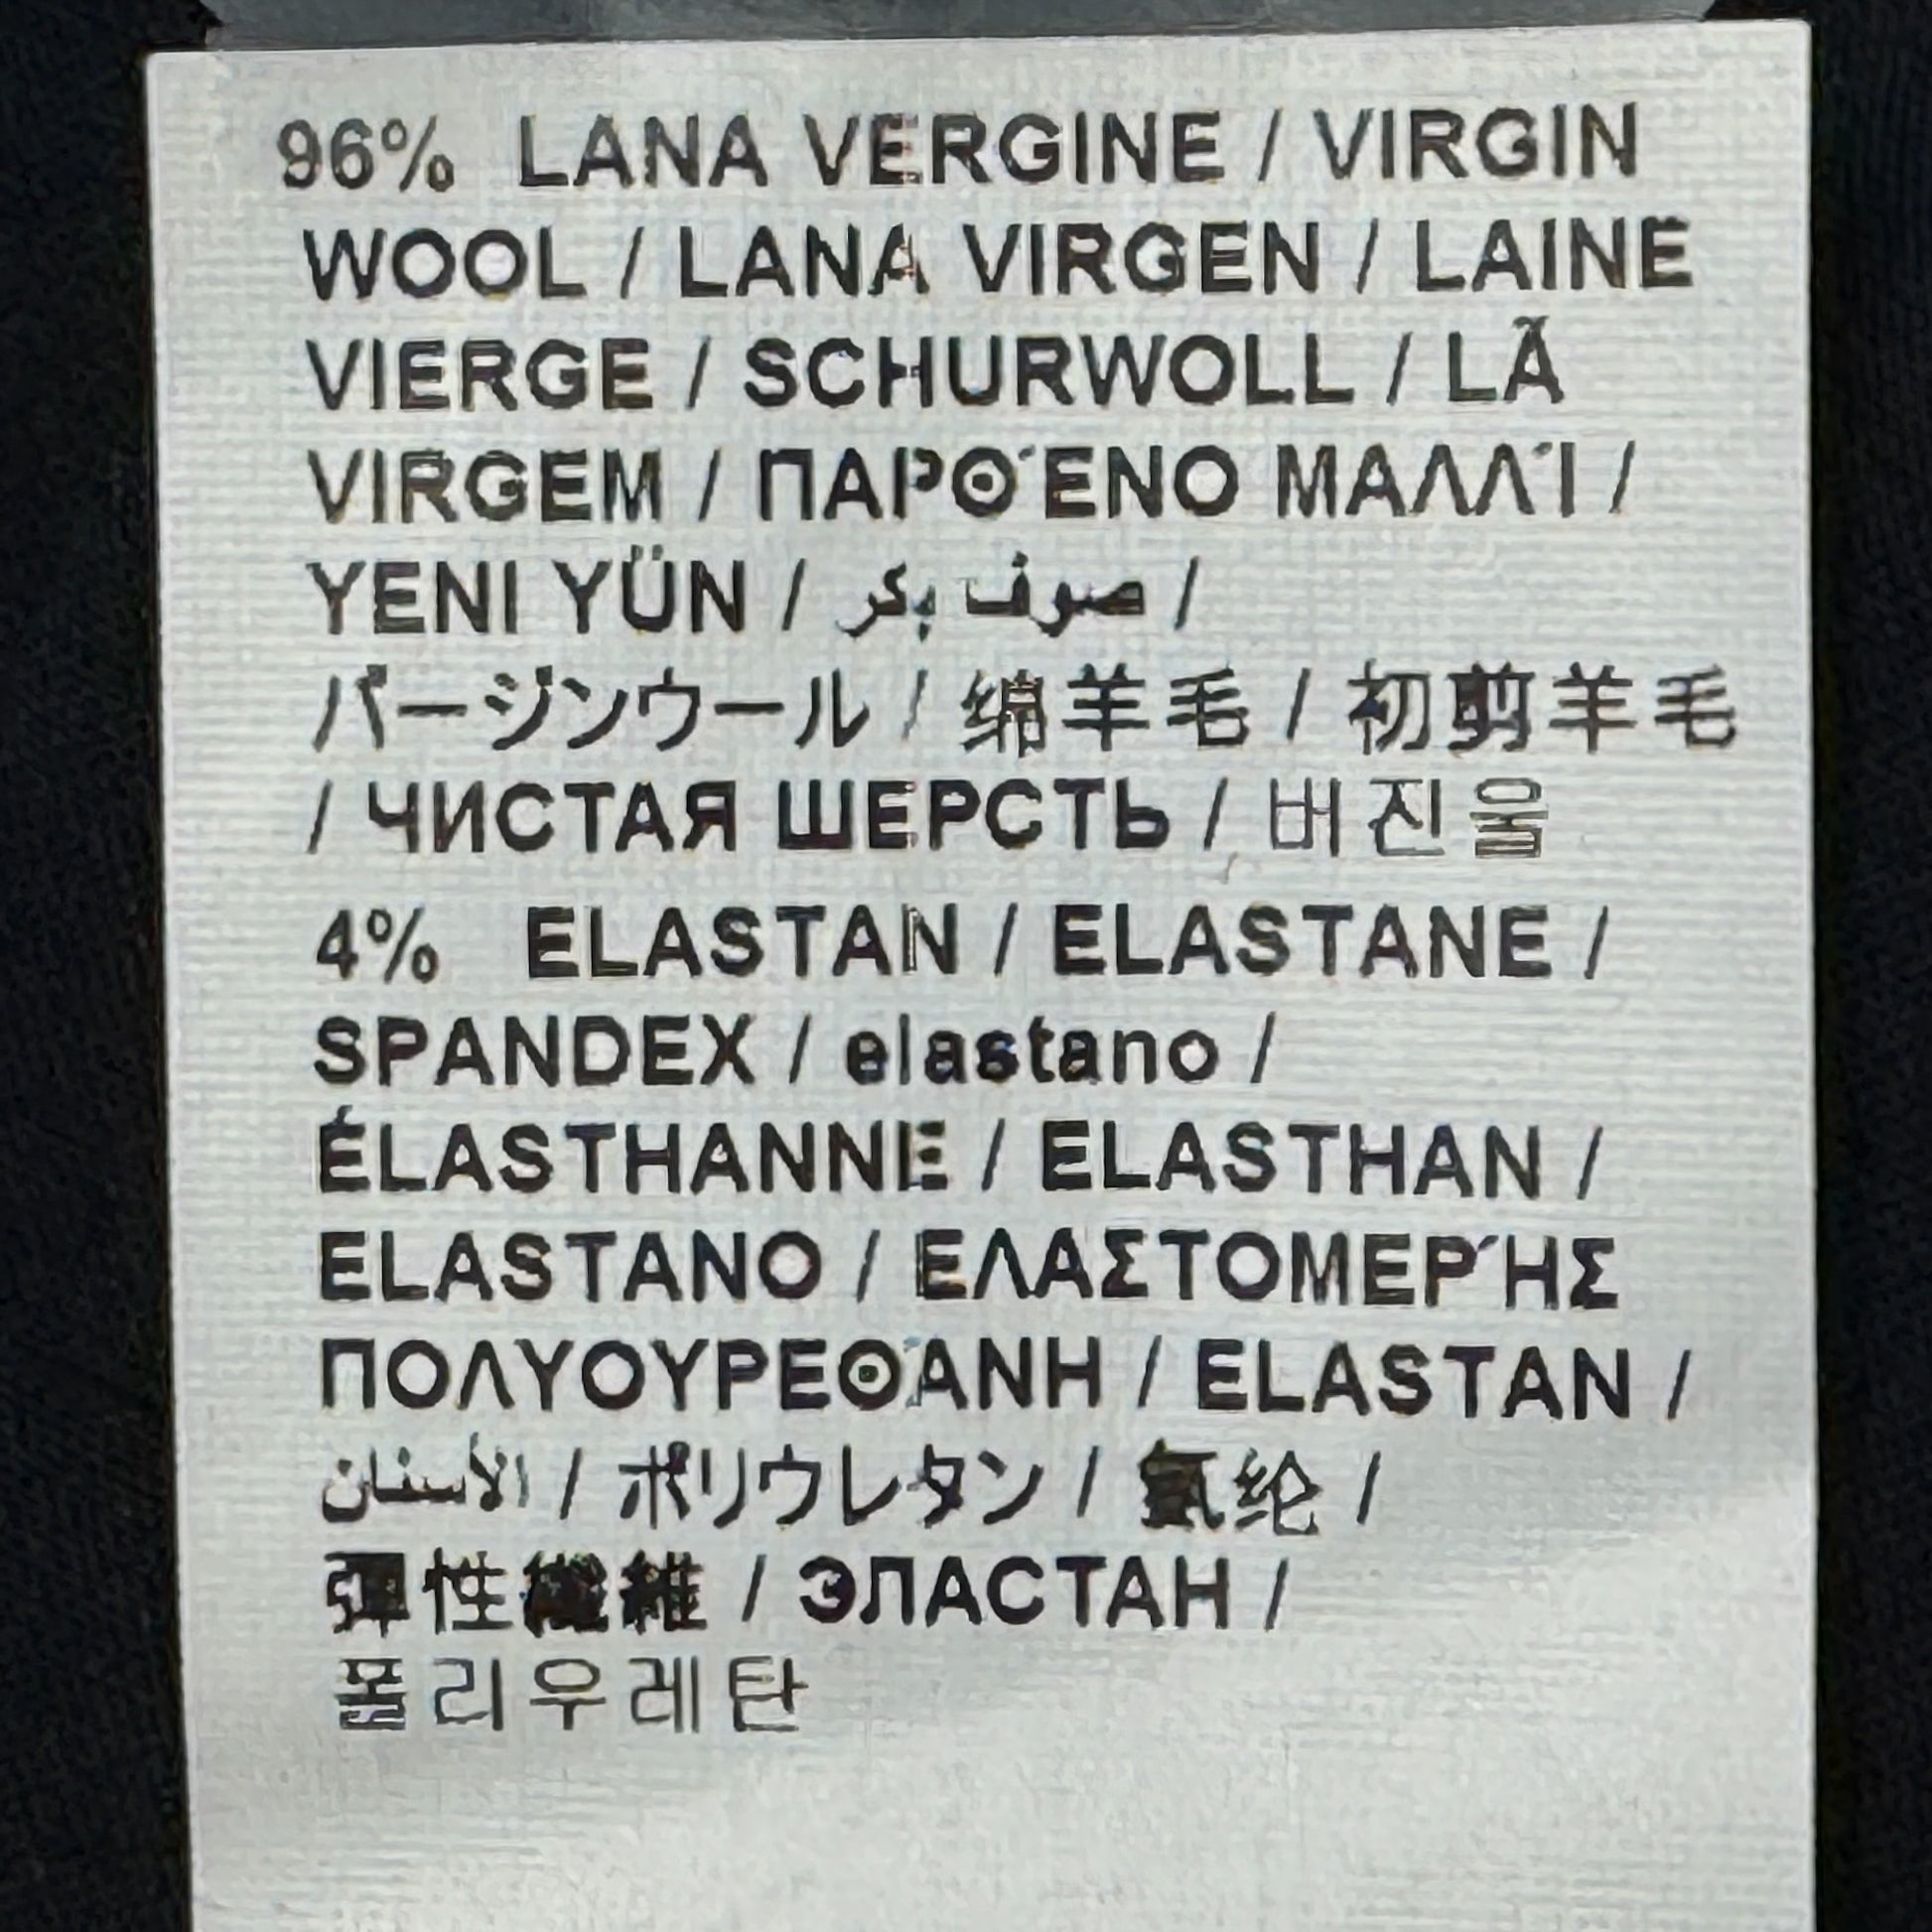 96% LANA VERGINE / VIRGIN
WOOL / LANA VIRGEN / LAINE
VIERGE / SCHURWOLL / LÃ
VIRGEM / ΠΑΡΘΈΝΟ ΜΑΛΛΊ /
YENI YÜN / صوف بكر /
バージンウール / 绵羊毛 / 初剪羊毛
/ ЧИСТАЯ ШЕРСТЬ / 버진울
4% ELASTAN / ELASTANE /
SPANDEX / elastano /
ÉLASTHANNE / ELASTHAN /
ELASTANO / ΕΛΑΣΤΟΜΕΡΉΣ
ΠΟΛΥΟΥΡΕΘΆΝΗ / ELASTAN /
الأستان / ポリウレタン / 氨纶 /
彈性纖維 / ЭЛАСТАН /
폴리우레탄